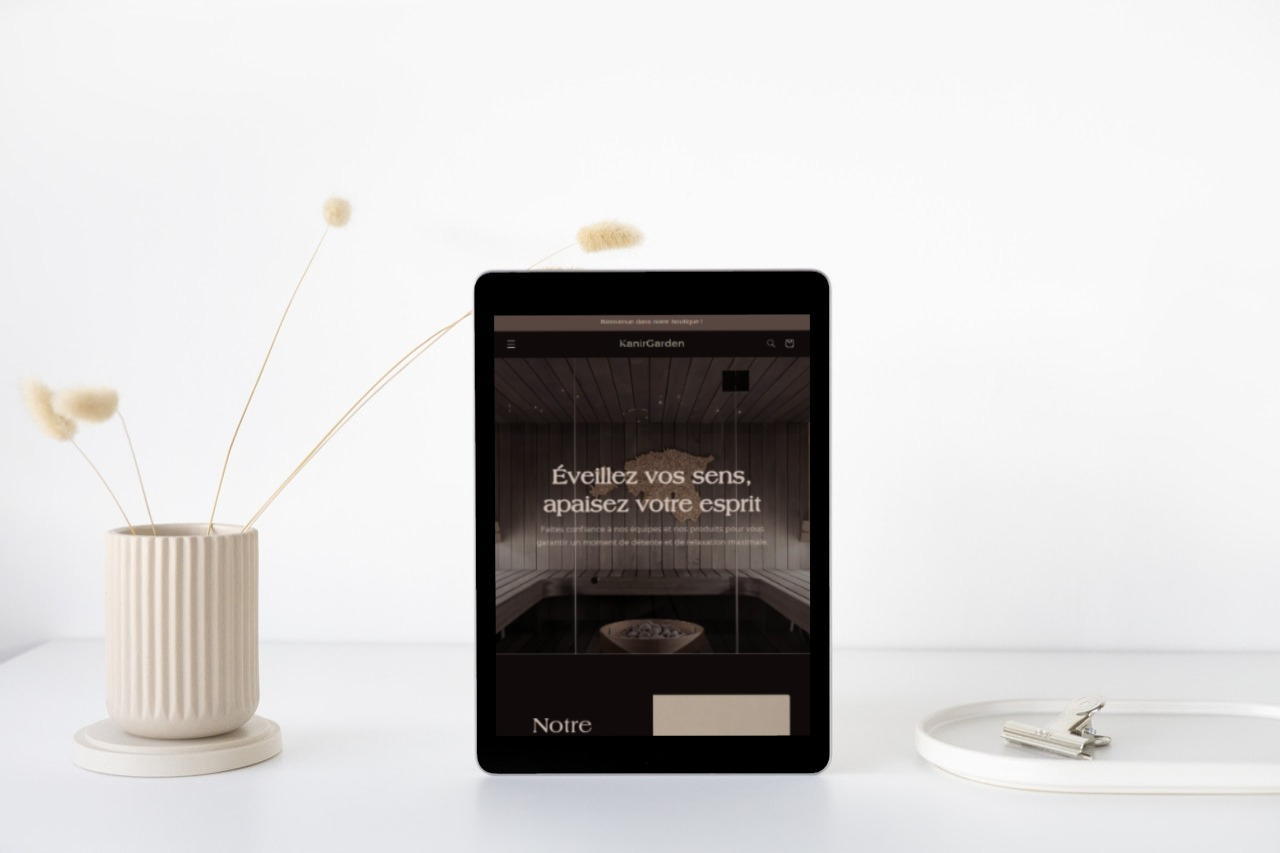 Bienvenue dans notre boutique !
KanirGarden
Éveillez vos sens,
apaisez votre esprit
Faites confiance à nos équipes et nos produits pour vous
garantir un moment de détente et de relaxation maximale.
Notre